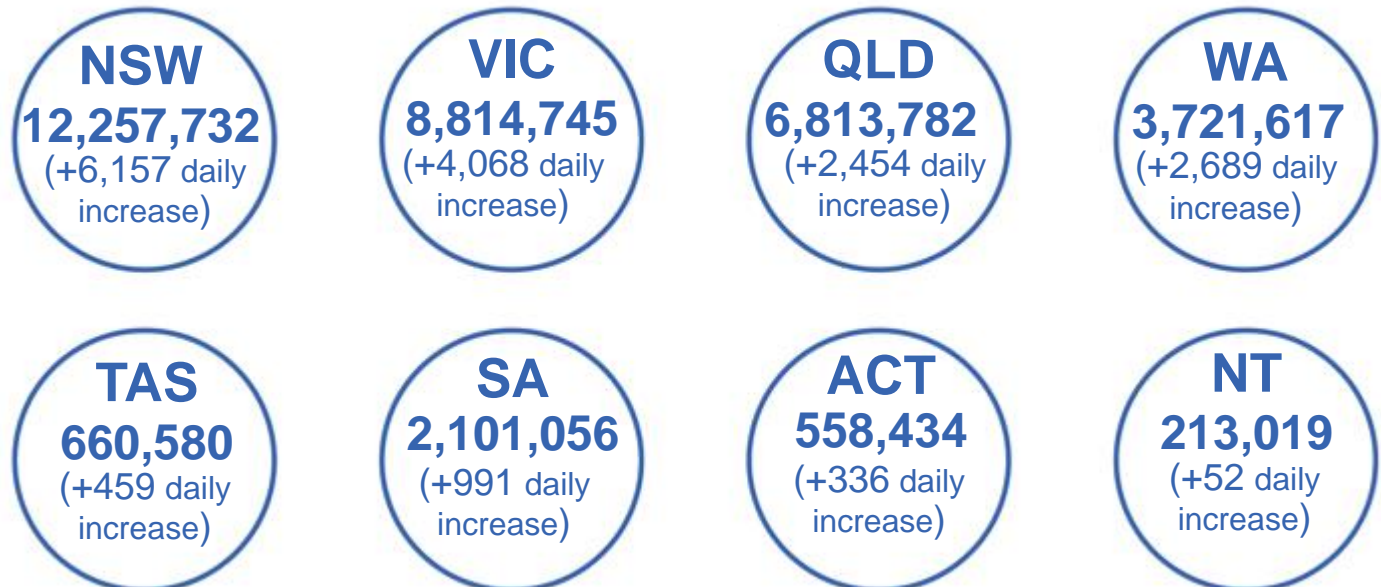 NSW
12,257,732
(+6,157 daily
increase)
VIC
8,814,745
(+4,068 daily
increase)
QLD
6,813,782
(+2,454 daily
increase)
WA
3,721,617
(+2,689 daily
increase)
TAS
660,580
(+459 daily
increase)
SA
2,101,056
(+991 daily
increase)
ACT
558,434
(+336 daily
increase)
NT
213,019
(+52 daily
increase)